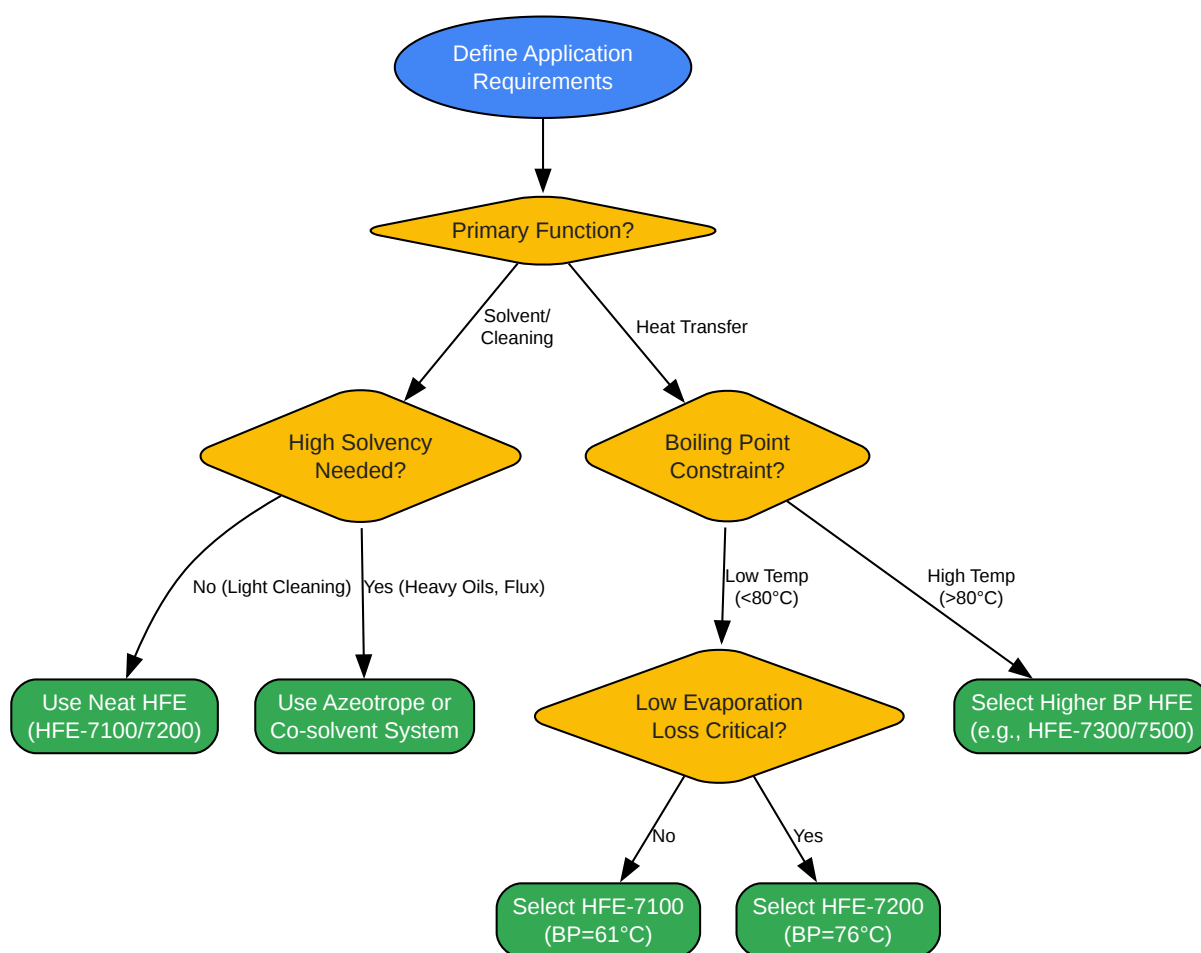 Define Application
Requirements
Primary Function?
Solvent/
Cleaning
Heat Transfer
High Solvency
Needed?
Boiling Point
Constraint?
No (Light Cleaning)
Yes (Heavy Oils, Flux)
Low Temp
(<80°C)
High Temp
(>80°C)
Use Neat HFE
(HFE-7100/7200)
Use Azeotrope or
Co-solvent System
Low Evaporation
Loss Critical?
Select Higher BP HFE
(e.g., HFE-7300/7500)
No
Yes
Select HFE-7100
(BP=61°C)
Select HFE-7200
(BP=76°C)